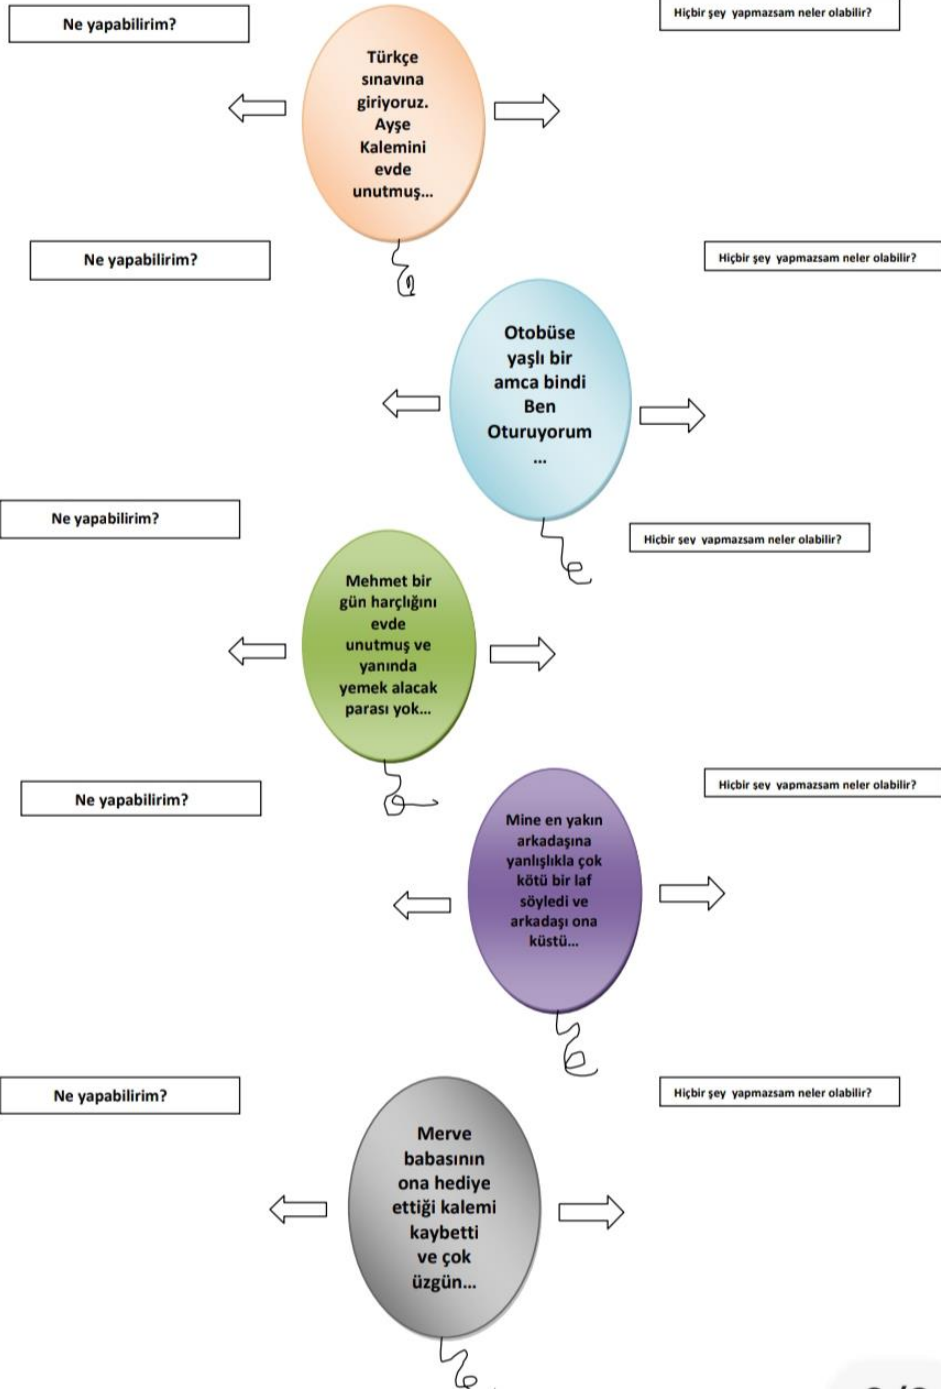 Ne yapabilirim?
Hiçbir şey yapmazsam neler olabilir?
Türkçe
sınavına
giriyoruz.
Ayşe
Kalemini
evde
unutmuş...
Ne yapabilirim?
Hiçbir şey yapmazsam neler olabilir?
Otobüse
yaşlı bir
amca bindi
Ben
Oturuyorum
...
Ne yapabilirim?
Hiçbir şey yapmazsam neler olabilir?
Mehmet bir
gün harçlığını
evde
unutmuş ve
yanında
yemek alacak
parası yok...
Ne yapabilirim?
Hiçbir şey yapmazsam neler olabilir?
Mine en yakın
arkadaşına
yanlışlıkla çok
kötü bir laf
söyledi ve
arkadaşı ona
küstü...
Ne yapabilirim?
Hiçbir şey yapmazsam neler olabilir?
Merve
babasının
ona hediye
ettiği kalemi
kaybetti
ve çok
üzgün...